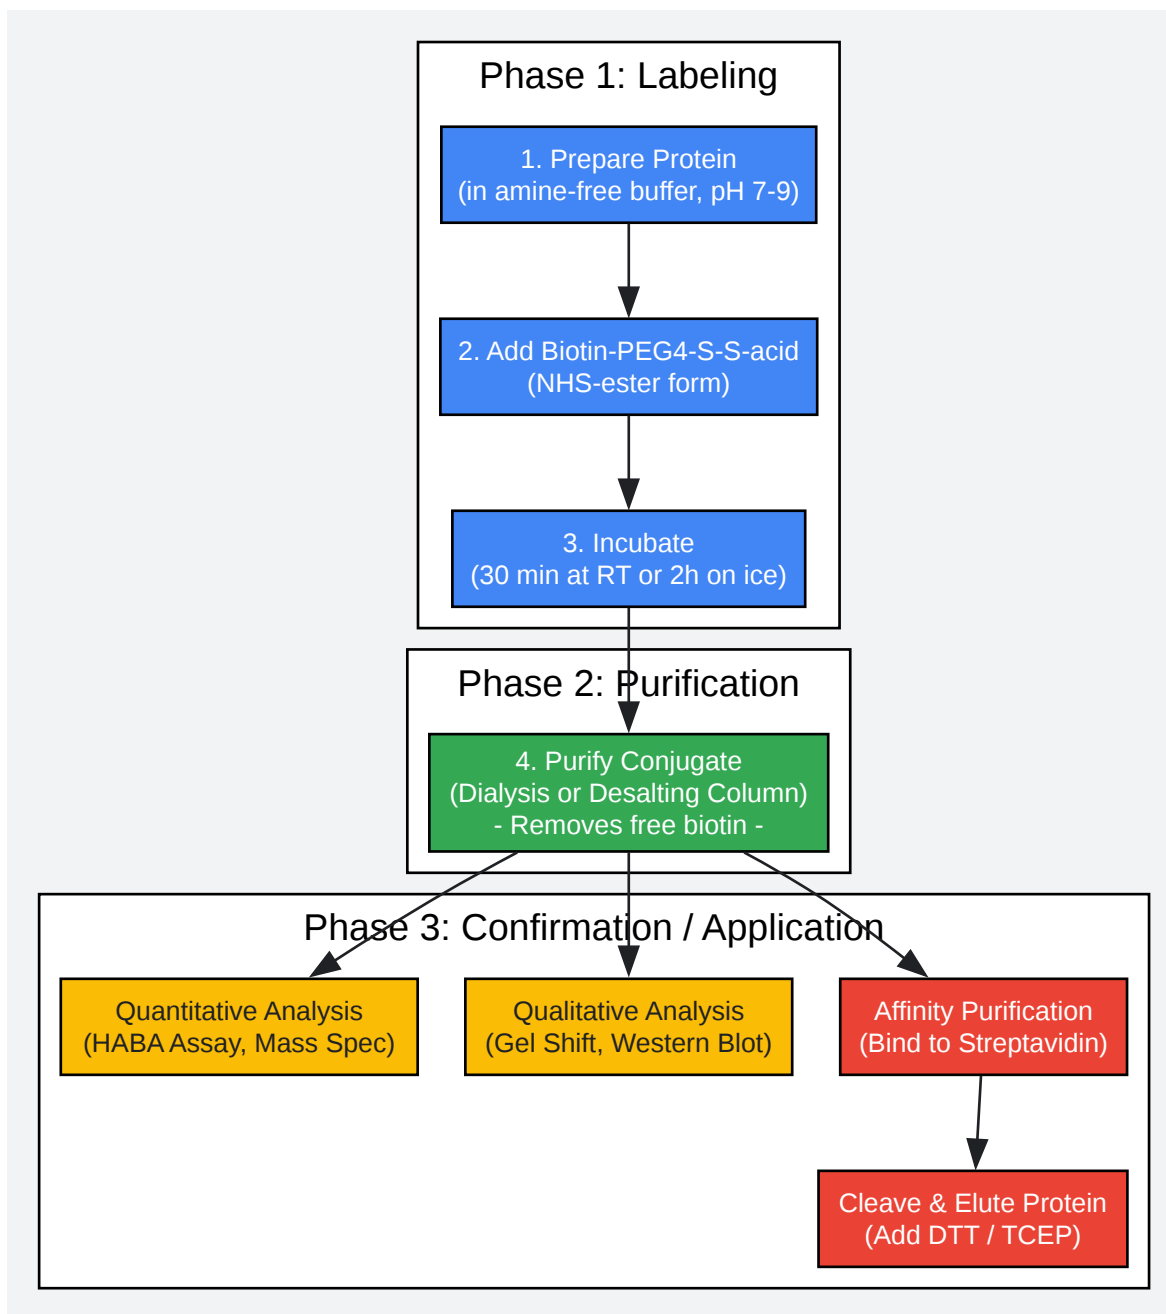 Phase 1: Labeling
1. Prepare Protein
(in amine-free buffer, pH 7-9)
2. Add Biotin-PEG4-S-S-acid
(NHS-ester form)
3. Incubate
(30 min at RT or 2h on ice)
Phase 2: Purification
4. Purify Conjugate
(Dialysis or Desalting Column)
- Removes free biotin -
Phase 3: Confirmation / Application
Quantitative Analysis
(HABA Assay, Mass Spec)
Qualitative Analysis
(Gel Shift, Western Blot)
Affinity Purification
(Bind to Streptavidin)
Cleave & Elute Protein
(Add DTT / TCEP)